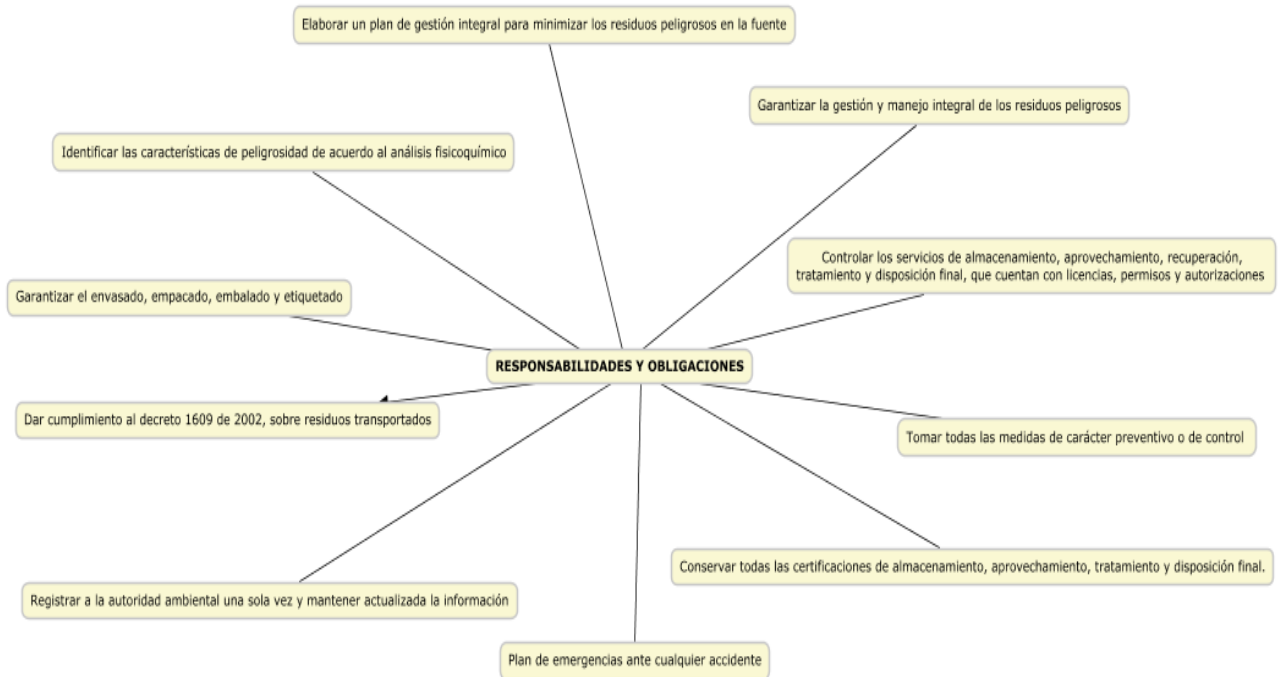 Elaborar un plan de gestión integral para minimizar los residuos peligrosos en la fuente
Garantizar la gestión y manejo integral de los residuos peligrosos
Identificar las características de peligrosidad de acuerdo al análisis fisicoquímico
Controlar los servicios de almacenamiento, aprovechamiento, recuperación,
tratamiento y disposición final, que cuentan con licencias, permisos y autorizaciones
Garantizar el envasado, empacado, embalado y etiquetado
RESPONSABILIDADES Y OBLIGACIONES
Dar cumplimiento al decreto 1609 de 2002, sobre residuos transportados
Tomar todas las medidas de carácter preventivo o de control
Conservar todas las certificaciones de almacenamiento, aprovechamiento, tratamiento y disposición final.
Registrar a la autoridad ambiental una sola vez y mantener actualizada la información
Plan de emergencias ante cualquier accidente